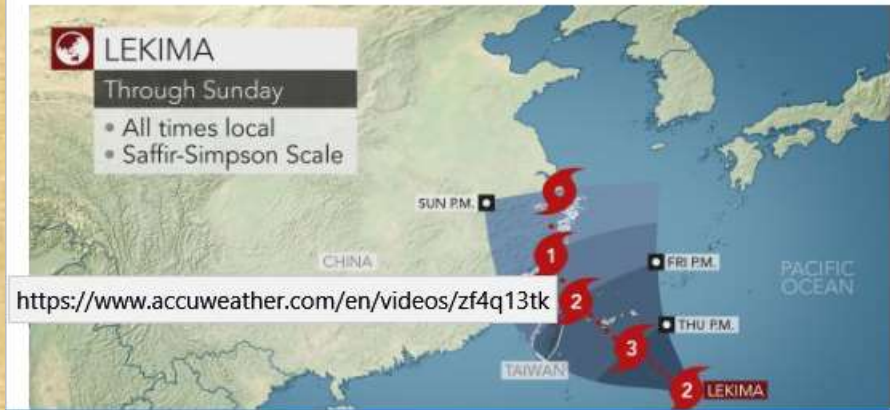 LEKIMA
Through Sunday
• All times local
• Saffir-Simpson Scale
SUN P.M.
1
CHINA
FRI P.M.
PACIFIC
OCEAN
https://www.accuweather.com/en/videos/zf4q13tk
2
THU P.M.
3
TAIWAN
2 LEKIMA